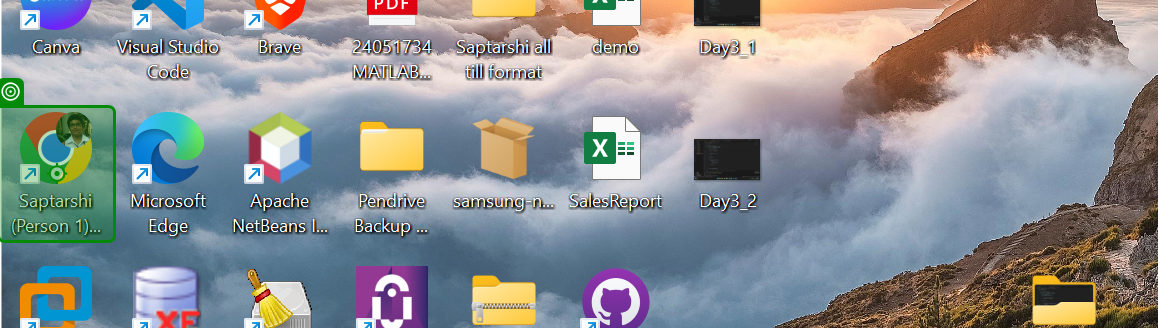 Canva
Visual Studio
Code
Brave
PDF
24051734
MATLAB...
Saptarshi all
till format
demo
Day3_1
Saptarshi
(Person 1)...
Microsoft
Edge
Apache
NetBeans I...
Pendrive
Backup ...
samsung-n...
X
SalesReport
Day3_2
XE